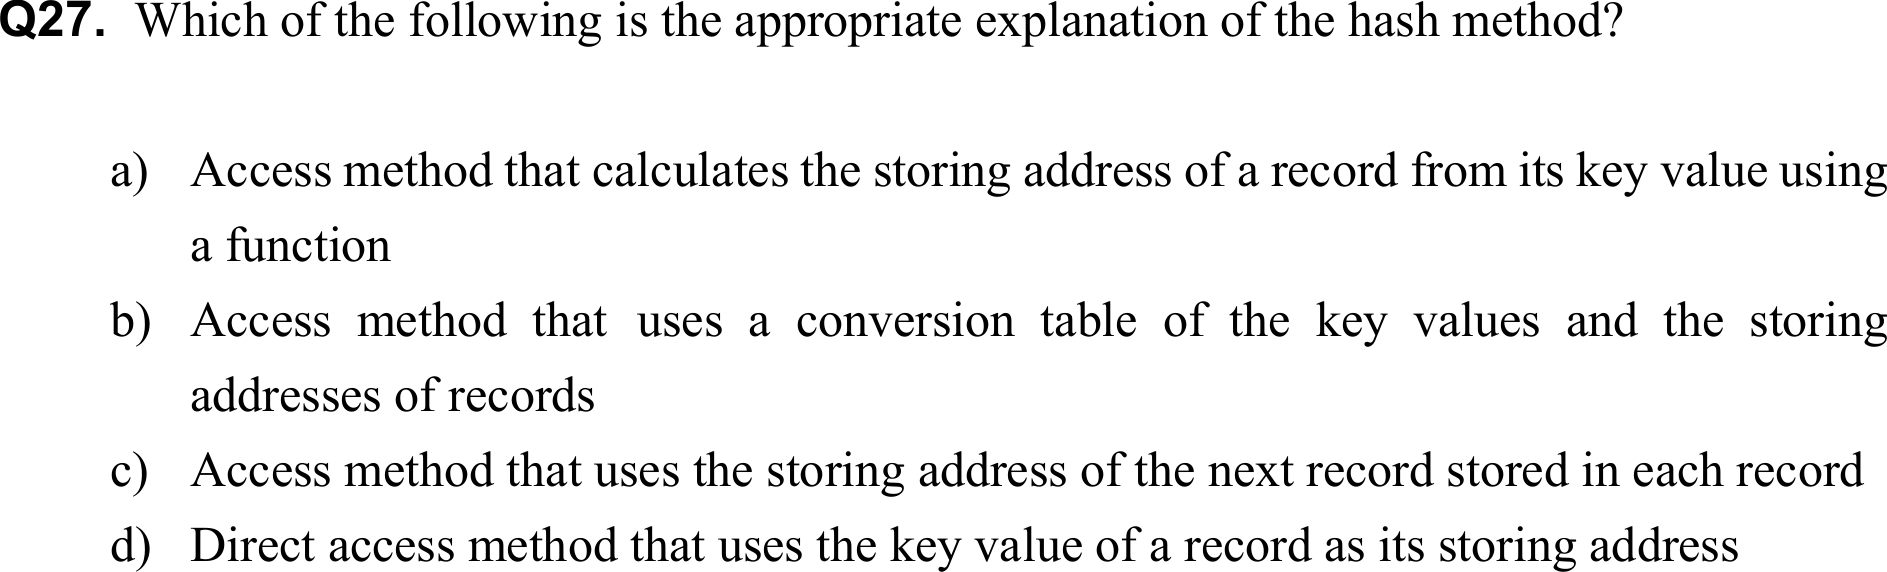 Q27. Which of the following is the appropriate explanation of the hash method?
a) Access method that calculates the storing address of a record from its key value using
a function
b) Access method that uses a conversion table of the key values and the storing
addresses of records
c) Access method that uses the storing address of the next record stored in each record
d) Direct access method that uses the key value of a record as its storing address